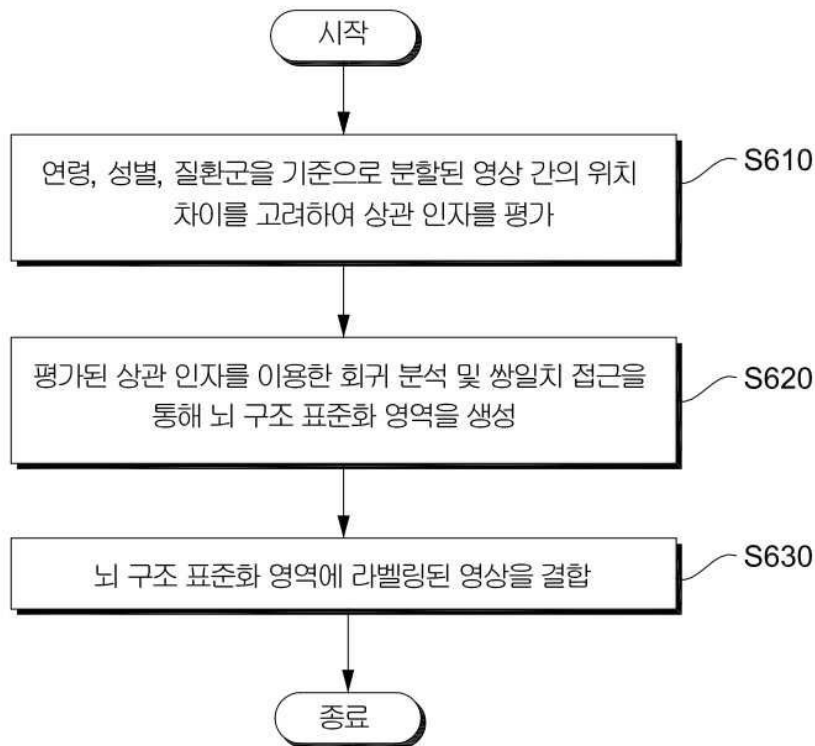 시작
연령, 성별, 질환군을 기준으로 분할된 영상 간의 위치
차이를 고려하여 상관 인자를 평가
S610
평가된 상관 인자를 이용한 회귀 분석 및 쌍일치 접근을
통해 뇌 구조 표준화 영역을 생성
S620
뇌 구조 표준화 영역에 라벨링된 영상을 결합
S630
종료